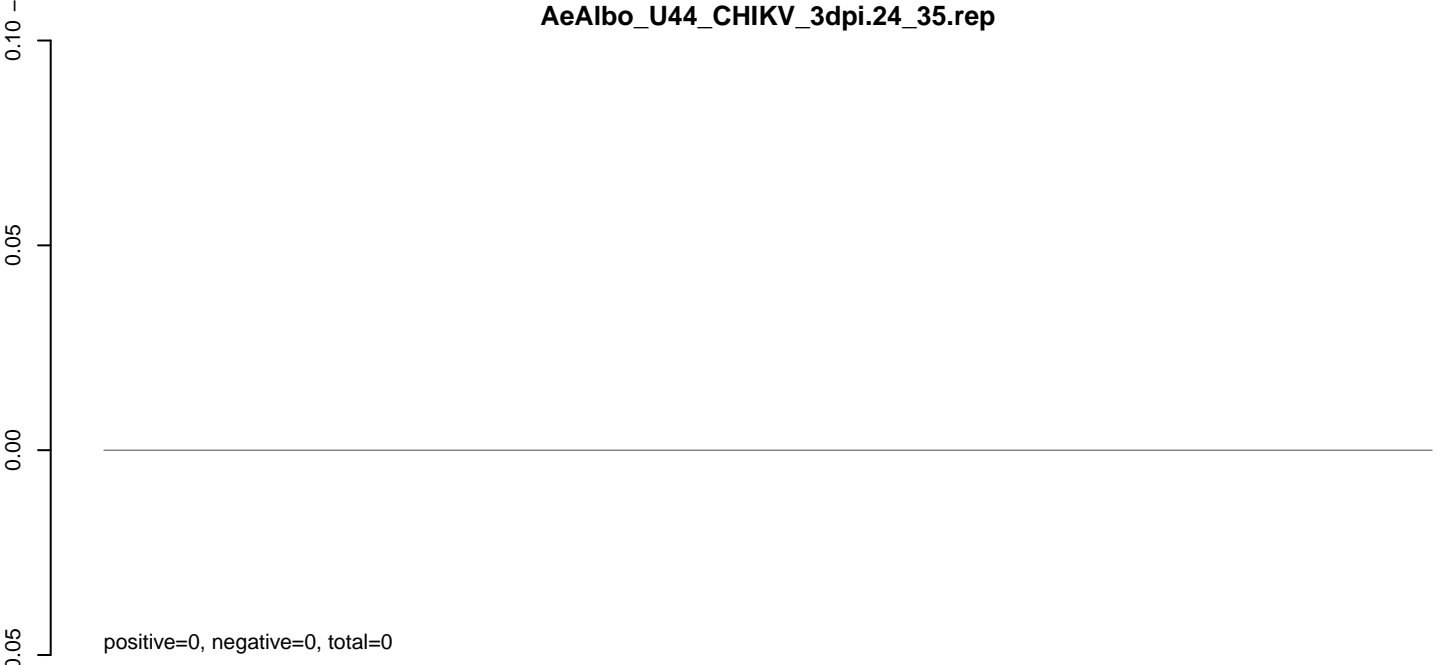 AeAlbo_U44_CHIKV_3dpi.24_35.rep
0.10
0.05
0.00
0.05
positive=0, negative=0, total=0